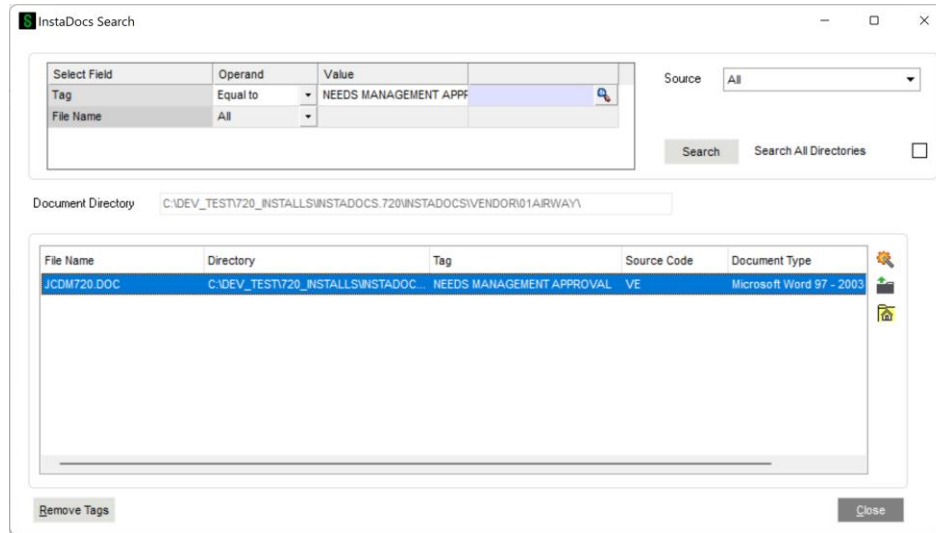 InstaDocs Search
Select Field Operand Value
Source All
Tag Equal to NEEDS MANAGEMENT APPR
File Name All
Search Search All Directories
Document Directory C:\DEV_TEST\720_INSTALLS\INSTADOCS.720\INSTADOCS\VENDOR\01AIRWAY\
File Name Directory Tag Source Code Document Type
JCDM720.DOC C:\DEV_TEST\720_INSTALLS\INSTADOC... NEEDS MANAGEMENT APPROVAL VE Microsoft Word 97 - 2003
Remove Tags Close